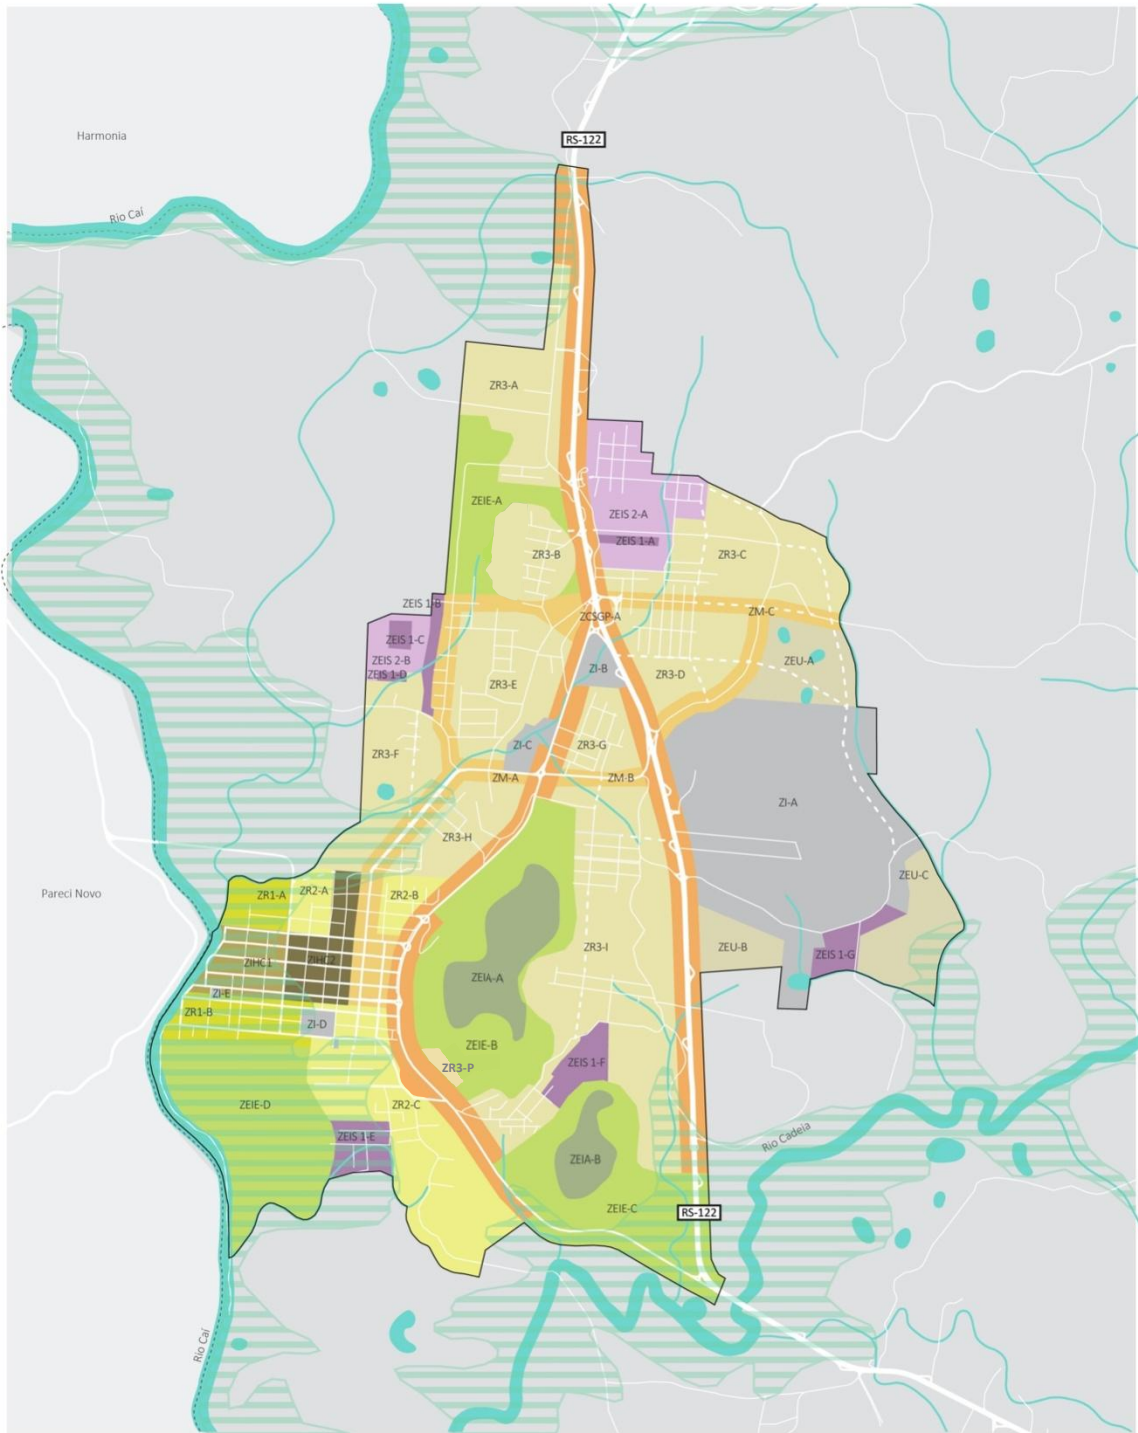 Harmonia
RS-122
Rio Caí
ZR3-A
ZEIE-A
ZEIS 2-A
ZEIS 1-A
ZR3-B
ZR3-C
ZEIS 1-B
ZCSGP-A
ZM-C
ZEIS 1-C
ZEIS 2-B
ZEIS 1-D
ZI-B
ZEU-A
ZR3-E
ZR3-D
ZR3-F
ZI-C
ZR3-G
ZM-A
ZM-B
ZI-A
ZR3-H
Pareci Novo
ZR1-A
ZR2-A
ZR2-B
ZEU-C
ZIHC1
ZIHC2
ZR3-I
ZEU-B
ZEIS 1-G
ZEIA-A
ZI-E
ZR1-B
ZI-D
ZEIE-B
ZR3-P
ZEIS 1-F
ZEIE-D
ZR2-C
ZEIS 1-E
Rio Cadeia
ZEIA-B
ZEIE-C
RS-122
Rio Caí